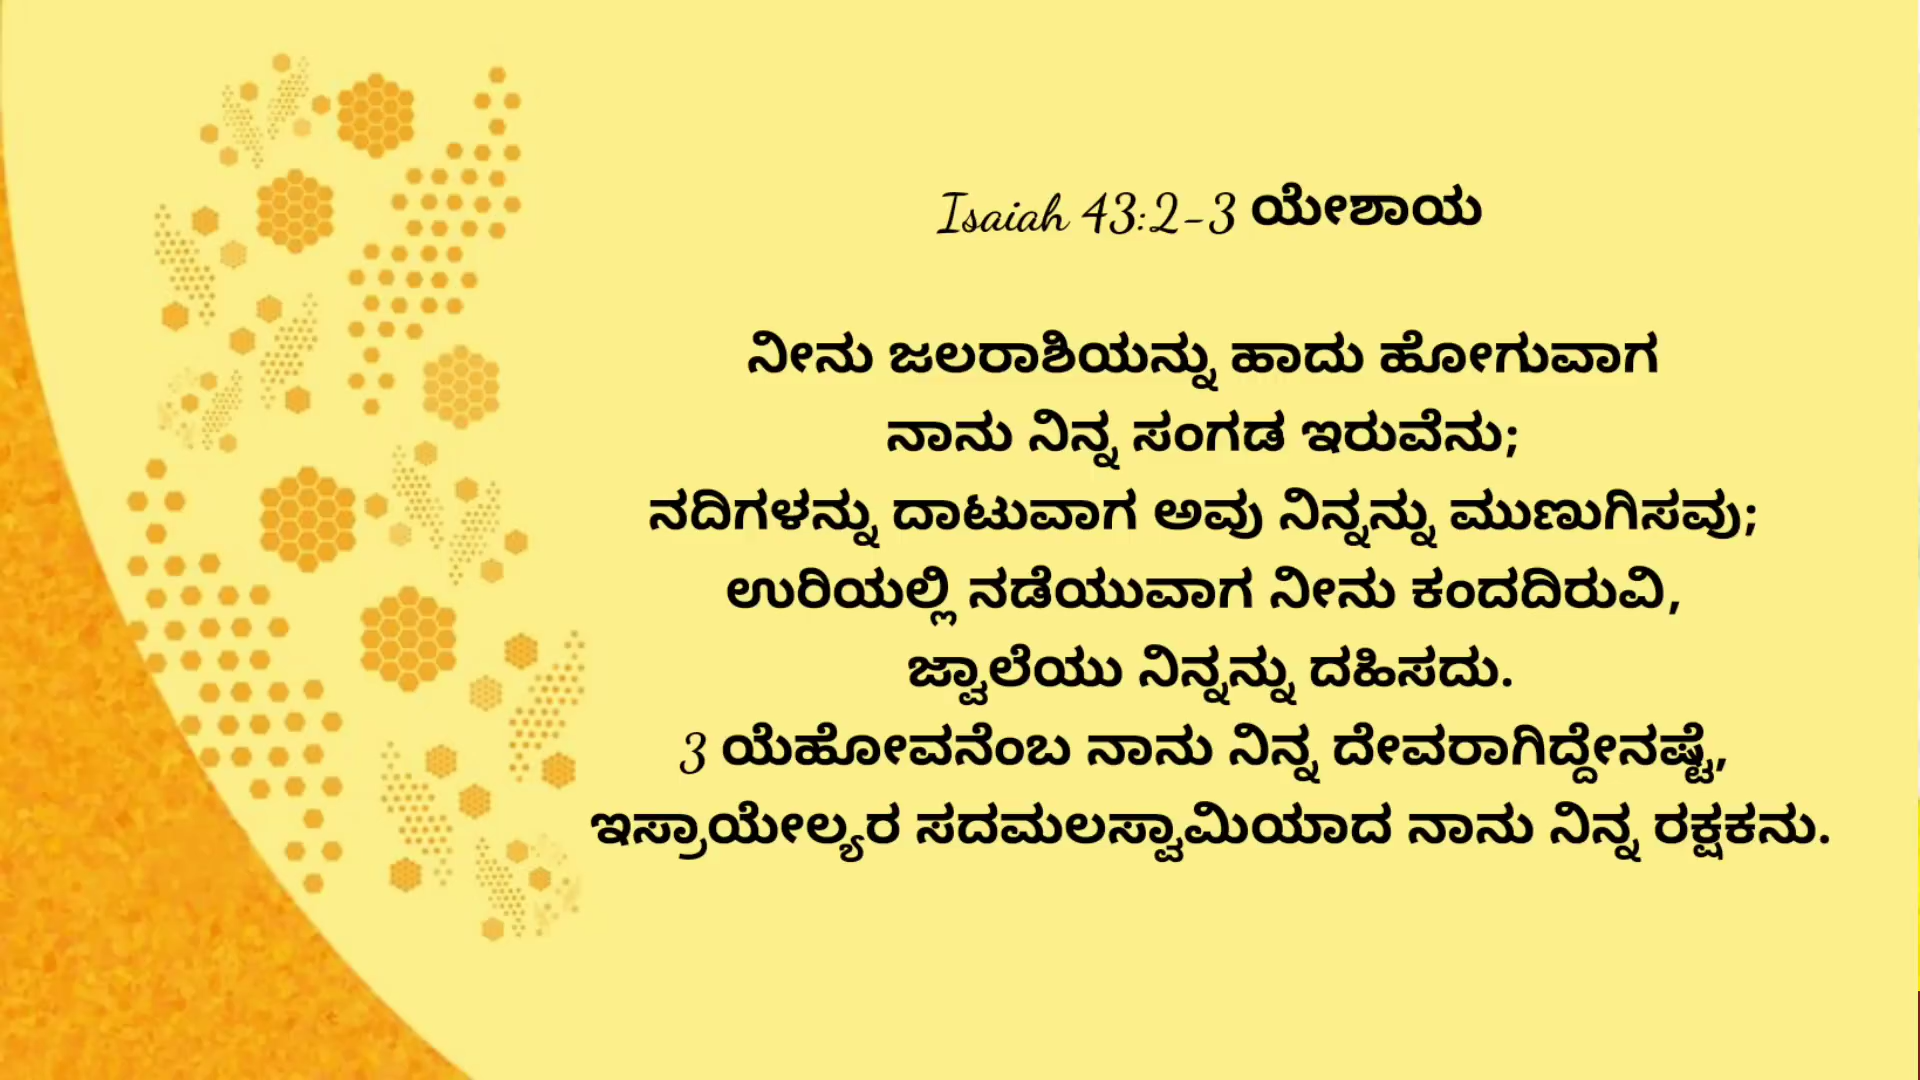 Isaiah 43:2-3 ಯೇಶಾಯ
ನೀನು ಜಲರಾಶಿಯನ್ನು ಹಾದು ಹೋಗುವಾಗ
ನಾನು ನಿನ್ನ ಸಂಗಡ ಇರುವೆನು;
ನದಿಗಳನ್ನು ದಾಟುವಾಗ ಅವು ನಿನ್ನನ್ನು ಮುಣುಗಿಸವು;
ಉರಿಯಲ್ಲಿ ನಡೆಯುವಾಗ ನೀನು ಕಂದದಿರುವಿ,
ಜ್ವಾಲೆಯು ನಿನ್ನನ್ನು ದಹಿಸದು.
3 ಯೆಹೋವನೆಂಬ ನಾನು ನಿನ್ನ ದೇವರಾಗಿದ್ದೇನಷ್ಟೆ,
ಇಸ್ರಾಯೇಲ್ಯರ ಸದಮಲಸ್ವಾಮಿಯಾದ ನಾನು ನಿನ್ನ ರಕ್ಷಕನು.